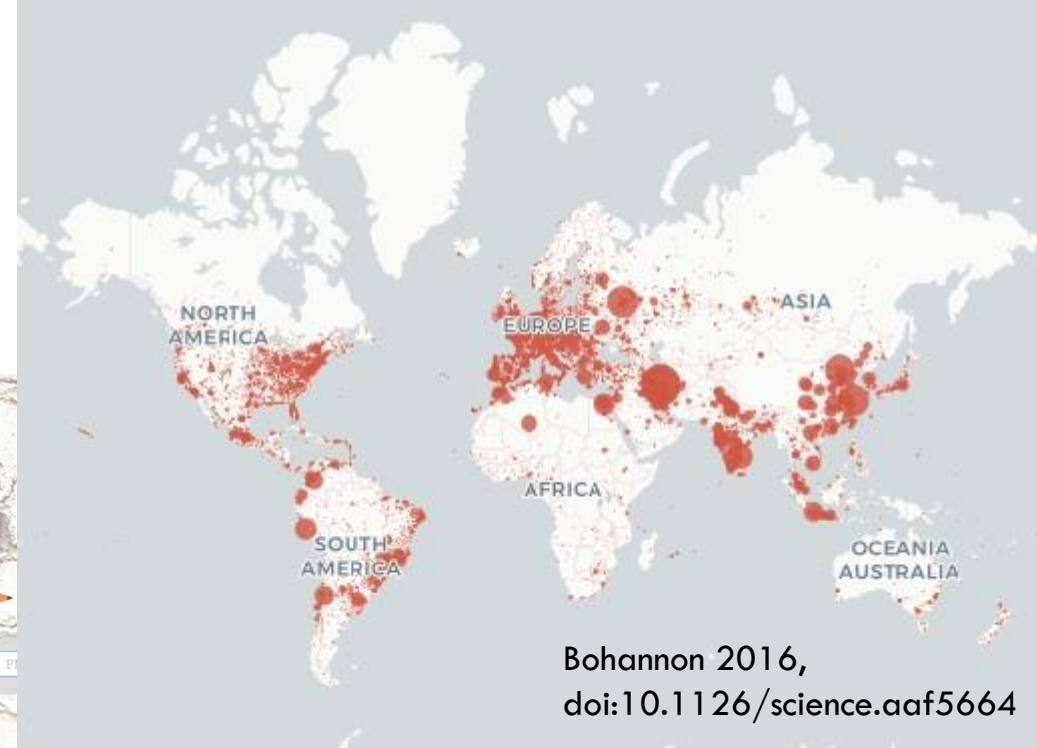 NORTH
AMERICA
EUROPE
ASIA
AFRICA
SOUTH
AMERICA
OCEANIA
AUSTRALIA
Bohannon 2016,
doi:10.1126/science.aaf5664